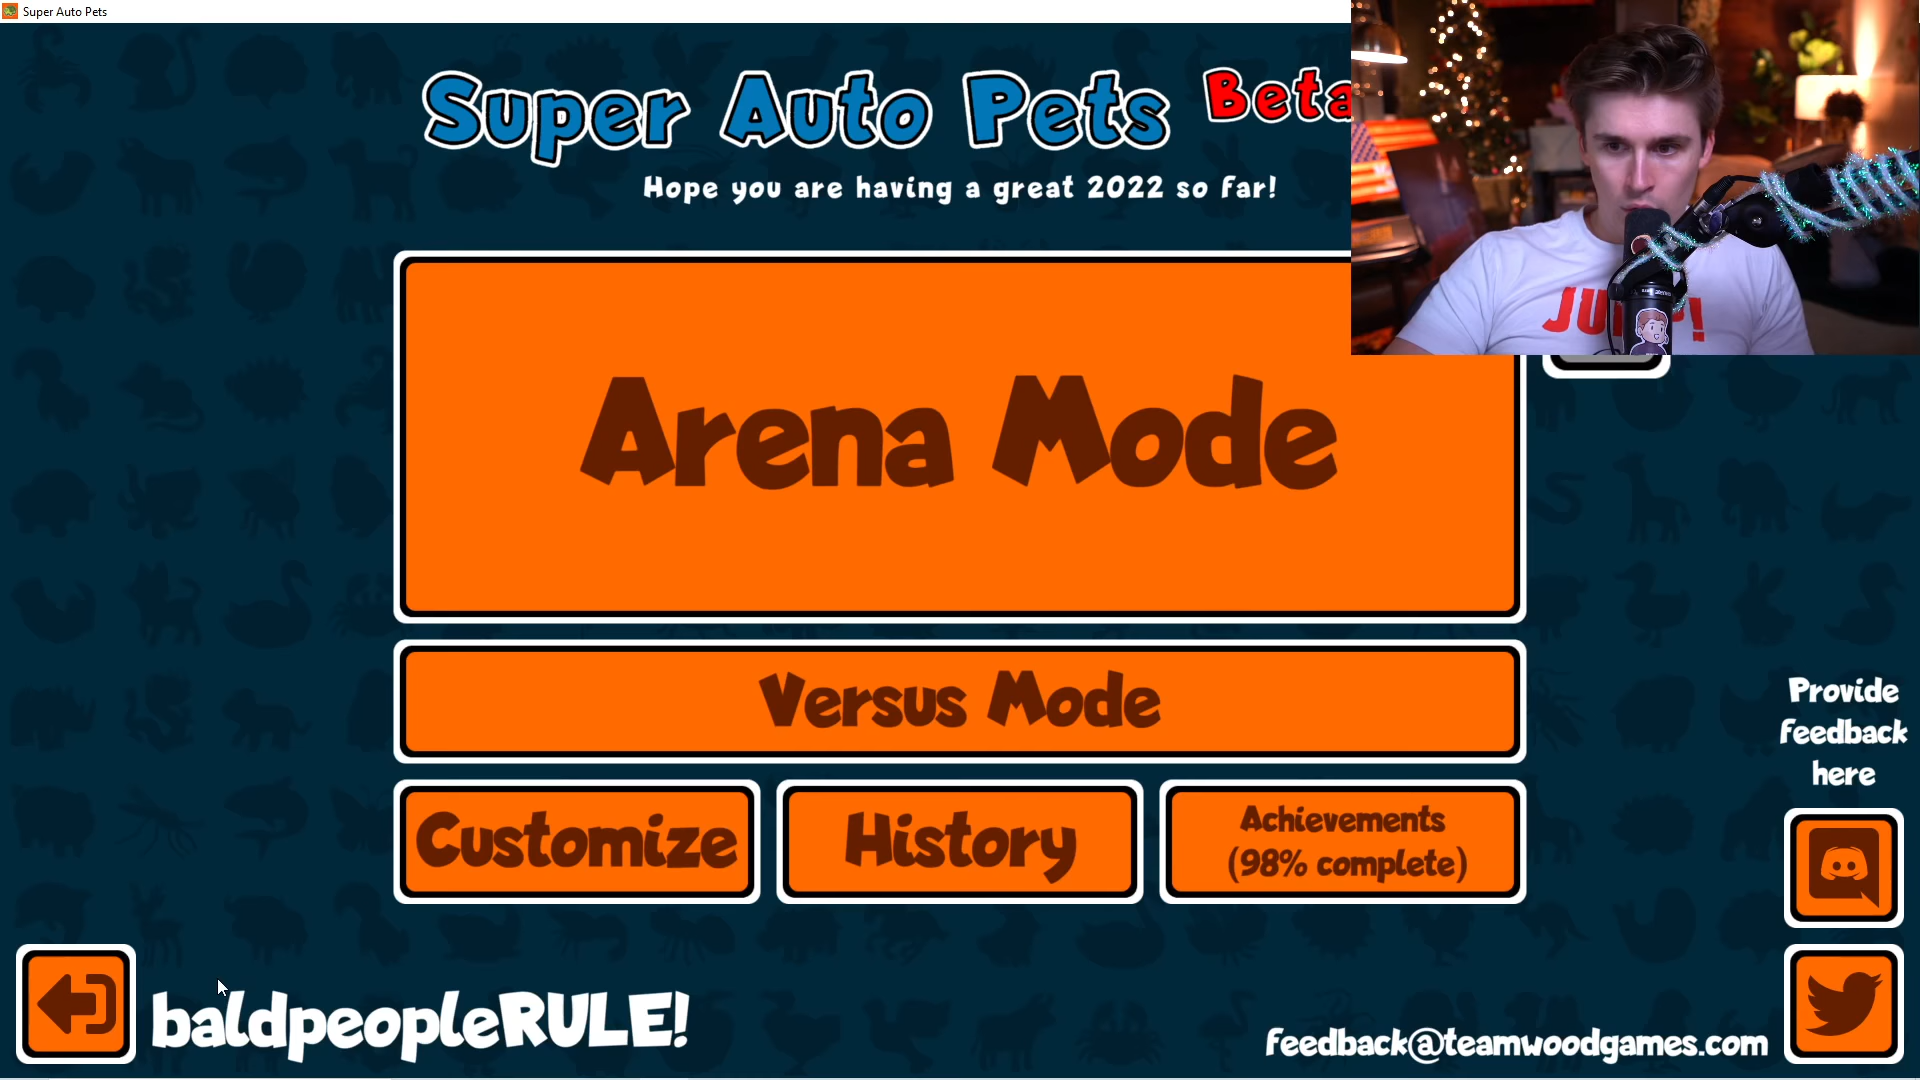 Super Auto Pets
Super Auto Pets Beta
Hope you are having a great 2022 so far!
Arena Mode
Versus Mode
Customize
History
Achievements
(98% complete)
Provide
feedback
here
baldpeopleRULE!
feedback@teamwoodgames.com